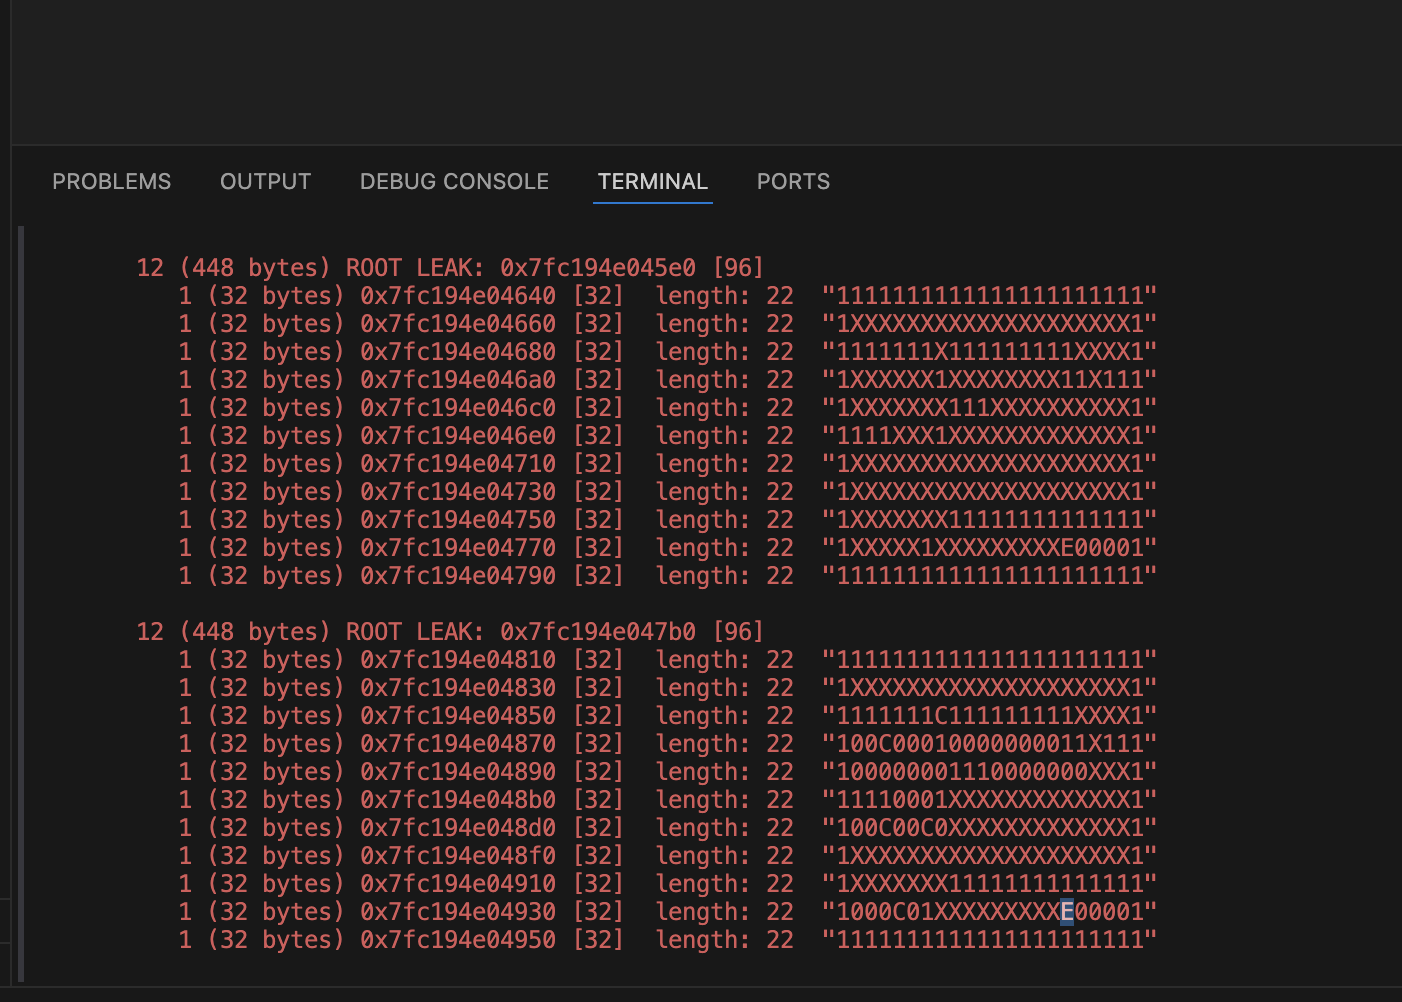 PROBLEMS OUTPUT DEBUG CONSOLE TERMINAL PORTS
12 (448 bytes) ROOT LEAK: 0x7fc194e045e0 [96]
1 (32 bytes) 0x7fc194e04640 [32] length: 22 "1111111111111111111111"
1 (32 bytes) 0x7fc194e04660 [32] length: 22 "1XXXXXXXXXXXXXXXXXXXX1"
1 (32 bytes) 0x7fc194e04680 [32] length: 22 "1111111X111111111XXXX1"
1 (32 bytes) 0x7fc194e046a0 [32] length: 22 "1XXXXXX1XXXXXXXX11X111"
1 (32 bytes) 0x7fc194e046c0 [32] length: 22 "1XXXXXXX111XXXXXXXXXX1"
1 (32 bytes) 0x7fc194e046e0 [32] length: 22 "1111XXX1XXXXXXXXXXXXX1"
1 (32 bytes) 0x7fc194e04710 [32] length: 22 "1XXXXXXXXXXXXXXXXXXXX1"
1 (32 bytes) 0x7fc194e04730 [32] length: 22 "1XXXXXXXXXXXXXXXXXXXX1"
1 (32 bytes) 0x7fc194e04750 [32] length: 22 "1XXXXXXX11111111111111"
1 (32 bytes) 0x7fc194e04770 [32] length: 22 "1XXXXX1XXXXXXXXXE00001"
1 (32 bytes) 0x7fc194e04790 [32] length: 22 "1111111111111111111111"
12 (448 bytes) ROOT LEAK: 0x7fc194e047b0 [96]
1 (32 bytes) 0x7fc194e04810 [32] length: 22 "1111111111111111111111"
1 (32 bytes) 0x7fc194e04830 [32] length: 22 "1XXXXXXXXXXXXXXXXXXXX1"
1 (32 bytes) 0x7fc194e04850 [32] length: 22 "1111111C111111111XXXX1"
1 (32 bytes) 0x7fc194e04870 [32] length: 22 "100C00010000000011X111"
1 (32 bytes) 0x7fc194e04890 [32] length: 22 "100000001110000000XXX1"
1 (32 bytes) 0x7fc194e048b0 [32] length: 22 "11110001XXXXXXXXXXXXX1"
1 (32 bytes) 0x7fc194e048d0 [32] length: 22 "100C00C0XXXXXXXXXXXXX1"
1 (32 bytes) 0x7fc194e048f0 [32] length: 22 "1XXXXXXXXXXXXXXXXXXXX1"
1 (32 bytes) 0x7fc194e04910 [32] length: 22 "1XXXXXXX11111111111111"
1 (32 bytes) 0x7fc194e04930 [32] length: 22 "1000C01XXXXXXXXXE00001"
1 (32 bytes) 0x7fc194e04950 [32] length: 22 "1111111111111111111111"